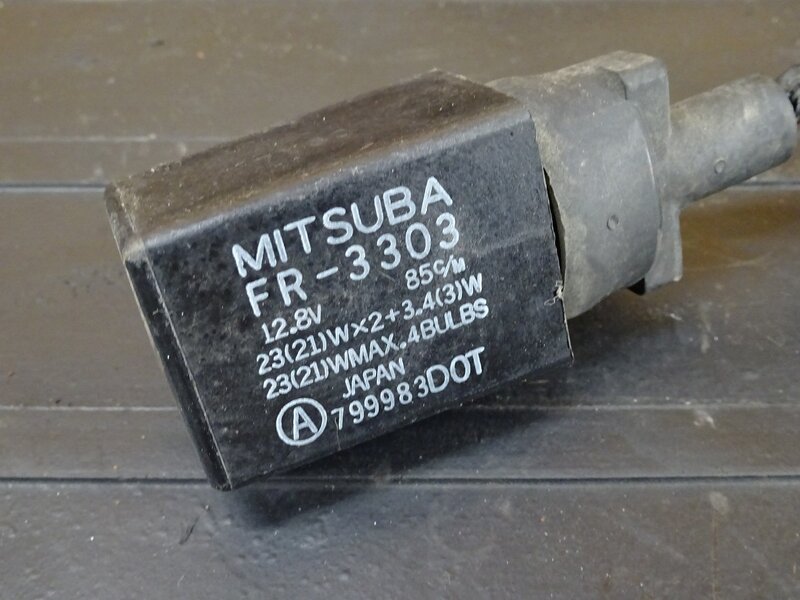 MITSUBA
FR-3303
12.8V 85C/M
23(21)W×2+3.4(3)W
23(21)WMAX.4BULBS
JAPAN
Ⓐ 799983DOT